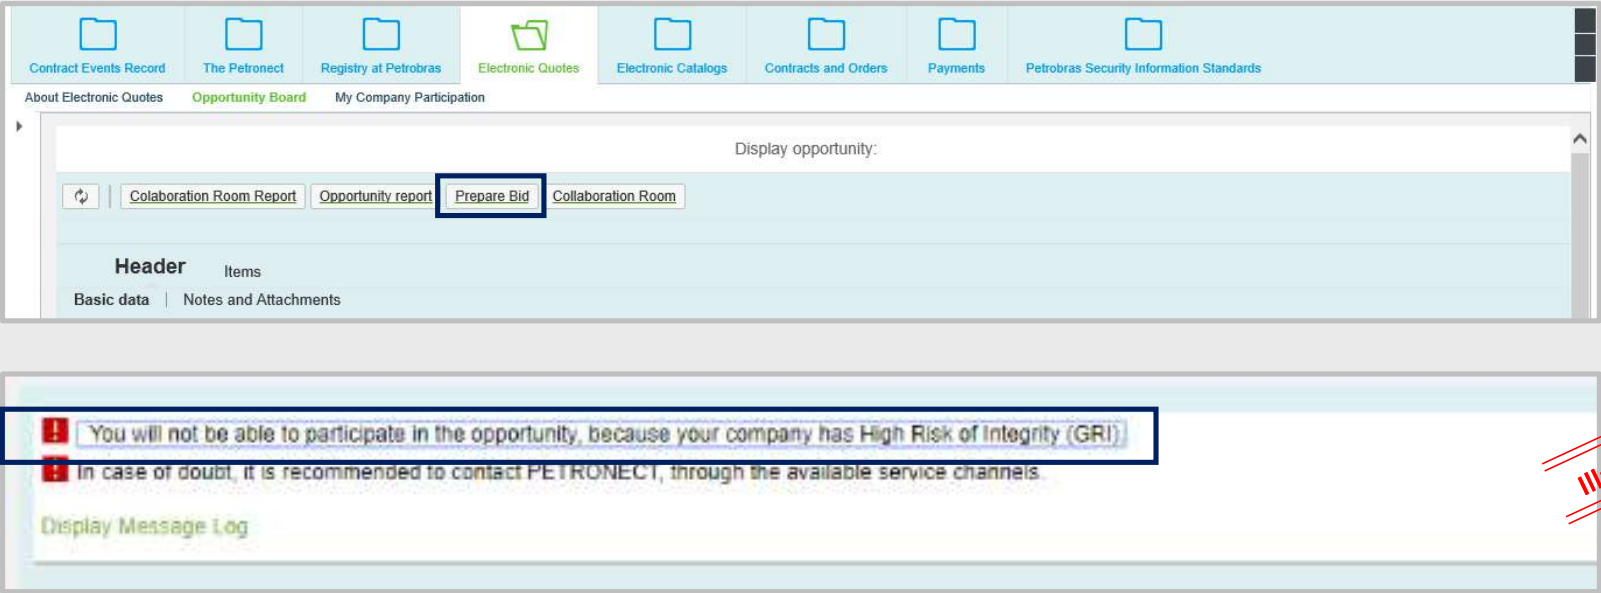 Contract Events Record The Petronect Registry at Petrobras Electronic Quotes Electronic Catalogs Contracts and Orders Payments Petrobras Security Information Standards
About Electronic Quotes Opportunity Board My Company Participation
Display opportunity:
Colaboration Room Report Opportunity report Prepare Bid Collaboration Room
Header Items
Basic data | Notes and Attachments
You will not be able to participate in the opportunity, because your company has High Risk of Integrity (GRI)
In case of doubt, it is recommended to contact PETRONECT, through the available service channels.
Display Message Log